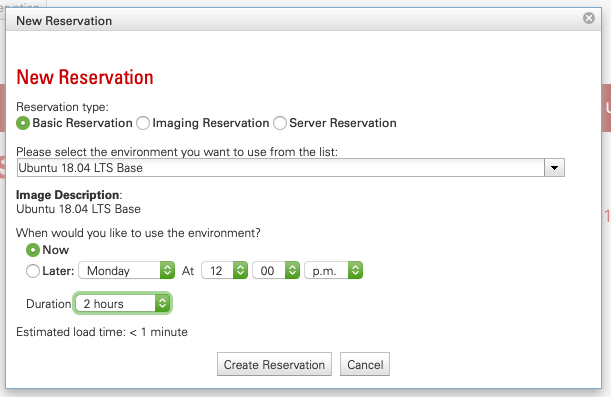 New Reservation
New Reservation
Reservation type:
Basic Reservation Imaging Reservation Server Reservation
Please select the environment you want to use from the list:
Ubuntu 18.04 LTS Base
Image Description:
Ubuntu 18.04 LTS Base
When would you like to use the environment?
Now
Later: Monday At 12 00 p.m.
Duration 2 hours
Estimated load time: < 1 minute
Create Reservation Cancel